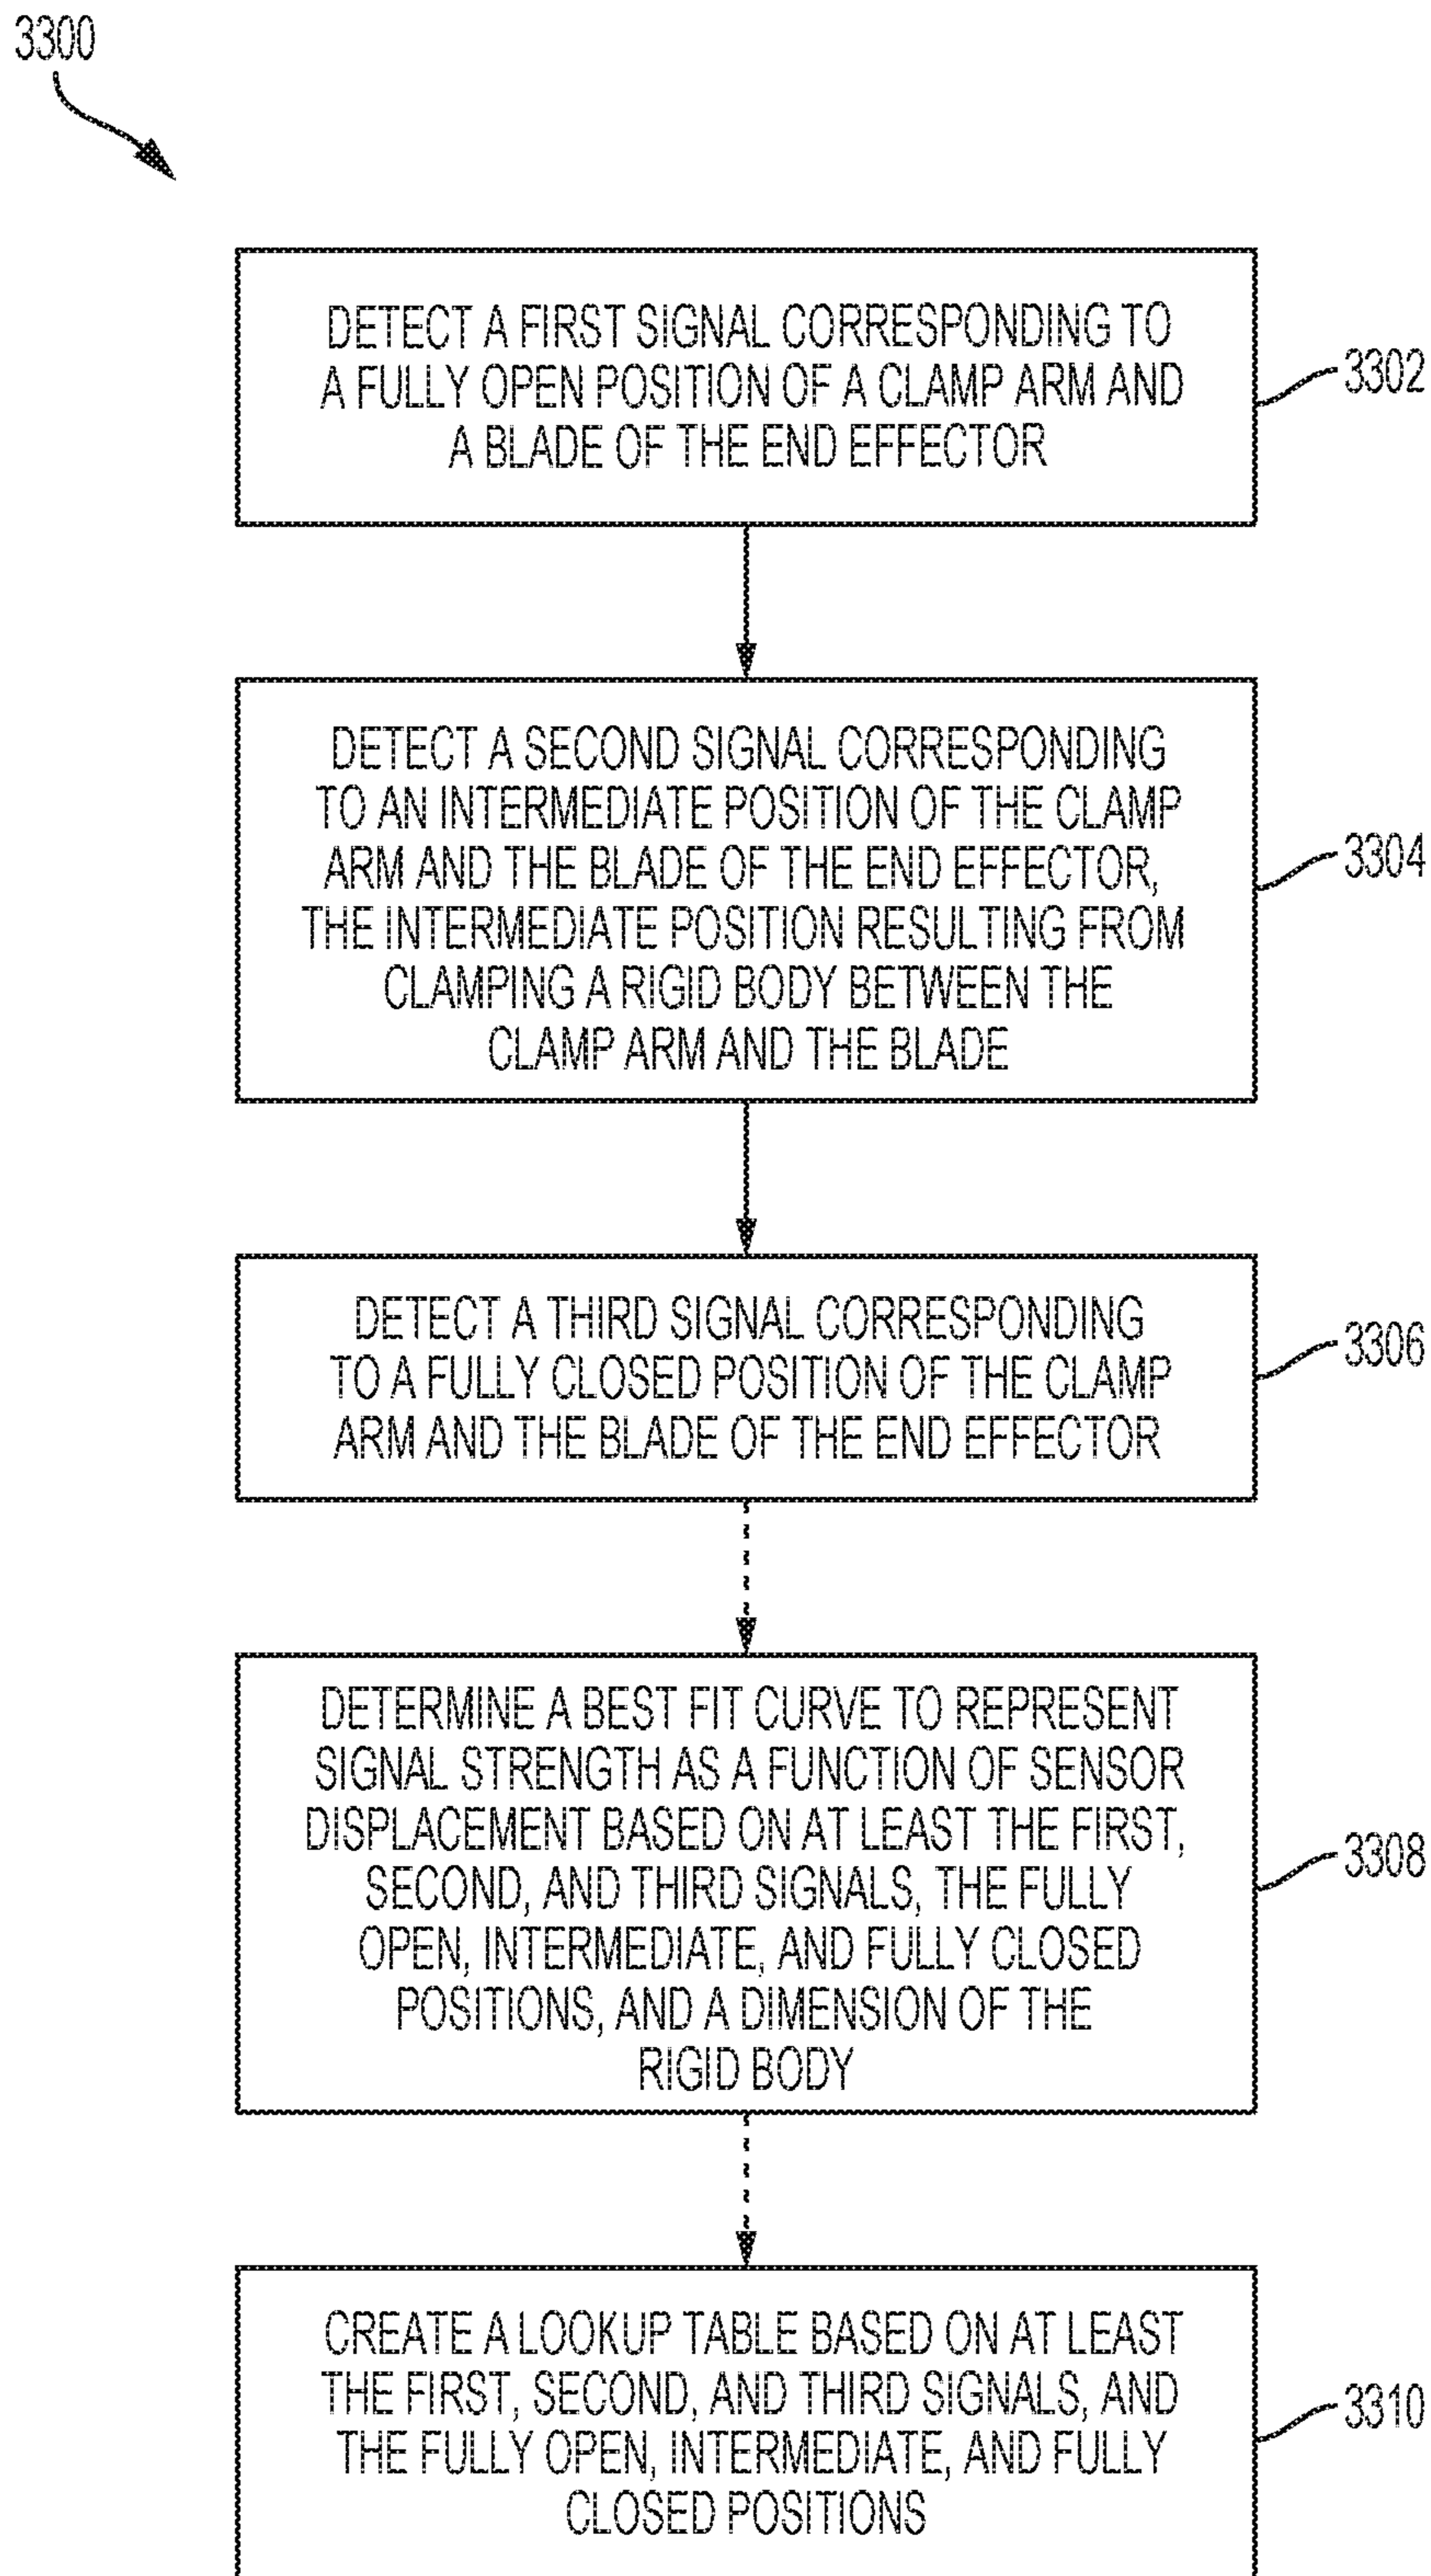 3300
DETECT A FIRST SIGNAL CORRESPONDING TO
A FULLY OPEN POSITION OF A CLAMP ARM AND
A BLADE OF THE END EFFECTOR
3302
DETECT A SECOND SIGNAL CORRESPONDING
TO AN INTERMEDIATE POSITION OF THE CLAMP
ARM AND THE BLADE OF THE END EFFECTOR,
THE INTERMEDIATE POSITION RESULTING FROM
CLAMPING A RIGID BODY BETWEEN THE
CLAMP ARM AND THE BLADE
3304
DETECT A THIRD SIGNAL CORRESPONDING
TO A FULLY CLOSED POSITION OF THE CLAMP
ARM AND THE BLADE OF THE END EFFECTOR
3306
DETERMINE A BEST FIT CURVE TO REPRESENT
SIGNAL STRENGTH AS A FUNCTION OF SENSOR
DISPLACEMENT BASED ON AT LEAST THE FIRST,
SECOND, AND THIRD SIGNALS, THE FULLY
OPEN, INTERMEDIATE, AND FULLY CLOSED
POSITIONS, AND A DIMENSION OF THE
RIGID BODY
3308
CREATE A LOOKUP TABLE BASED ON AT LEAST
THE FIRST, SECOND, AND THIRD SIGNALS, AND
THE FULLY OPEN, INTERMEDIATE, AND FULLY
CLOSED POSITIONS
3310